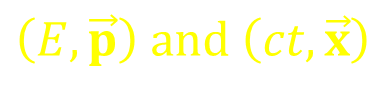 (E, p⃗) and (ct, x⃗)